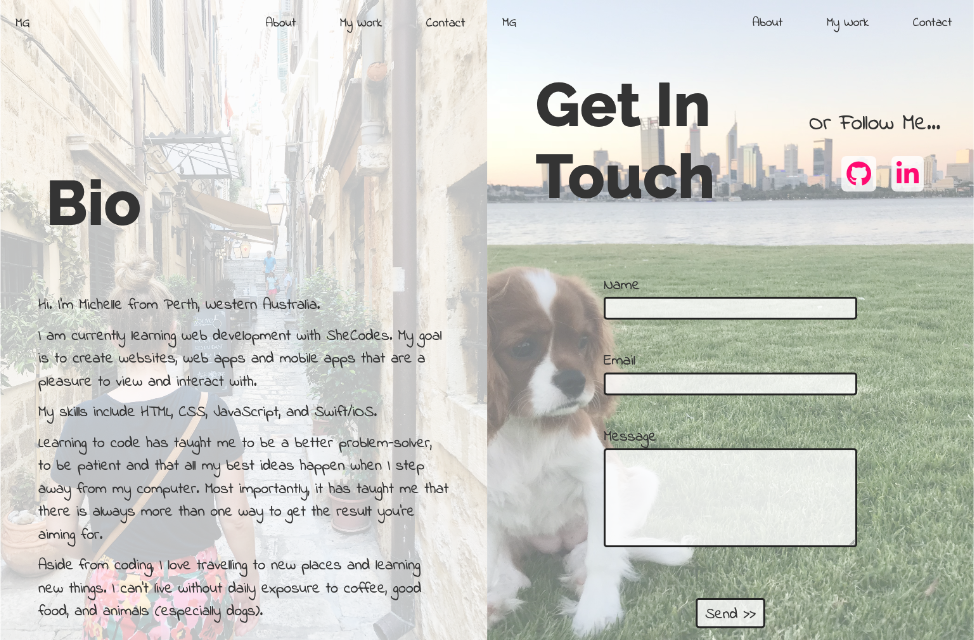 MG
About
My Work
Contact
Bio
Hi. I'm Michelle from Perth, Western Australia.
I am currently learning web development with SheCodes. My goal
is to create websites, web apps and mobile apps that are a
pleasure to view and interact with.
My skills include HTML, CSS, JavaScript, and Swift/iOS.
Learning to code has taught me to be a better problem-solver,
to be patient and that all my best ideas happen when I step
away from my computer. Most importantly, it has taught me that
there is always more than one way to get the result you're
aiming for.
Aside from coding, I love travelling to new places and learning
new things. I can't live without daily exposure to coffee, good
food, and animals (especially dogs).
MG
About
My Work
Contact
Get In
Touch
Or Follow Me...
in
Name
Email
Message
Send >>